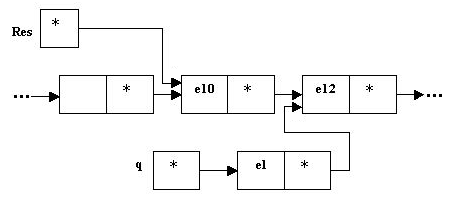 Res *
... * el0 * el2 * ...
q * el *